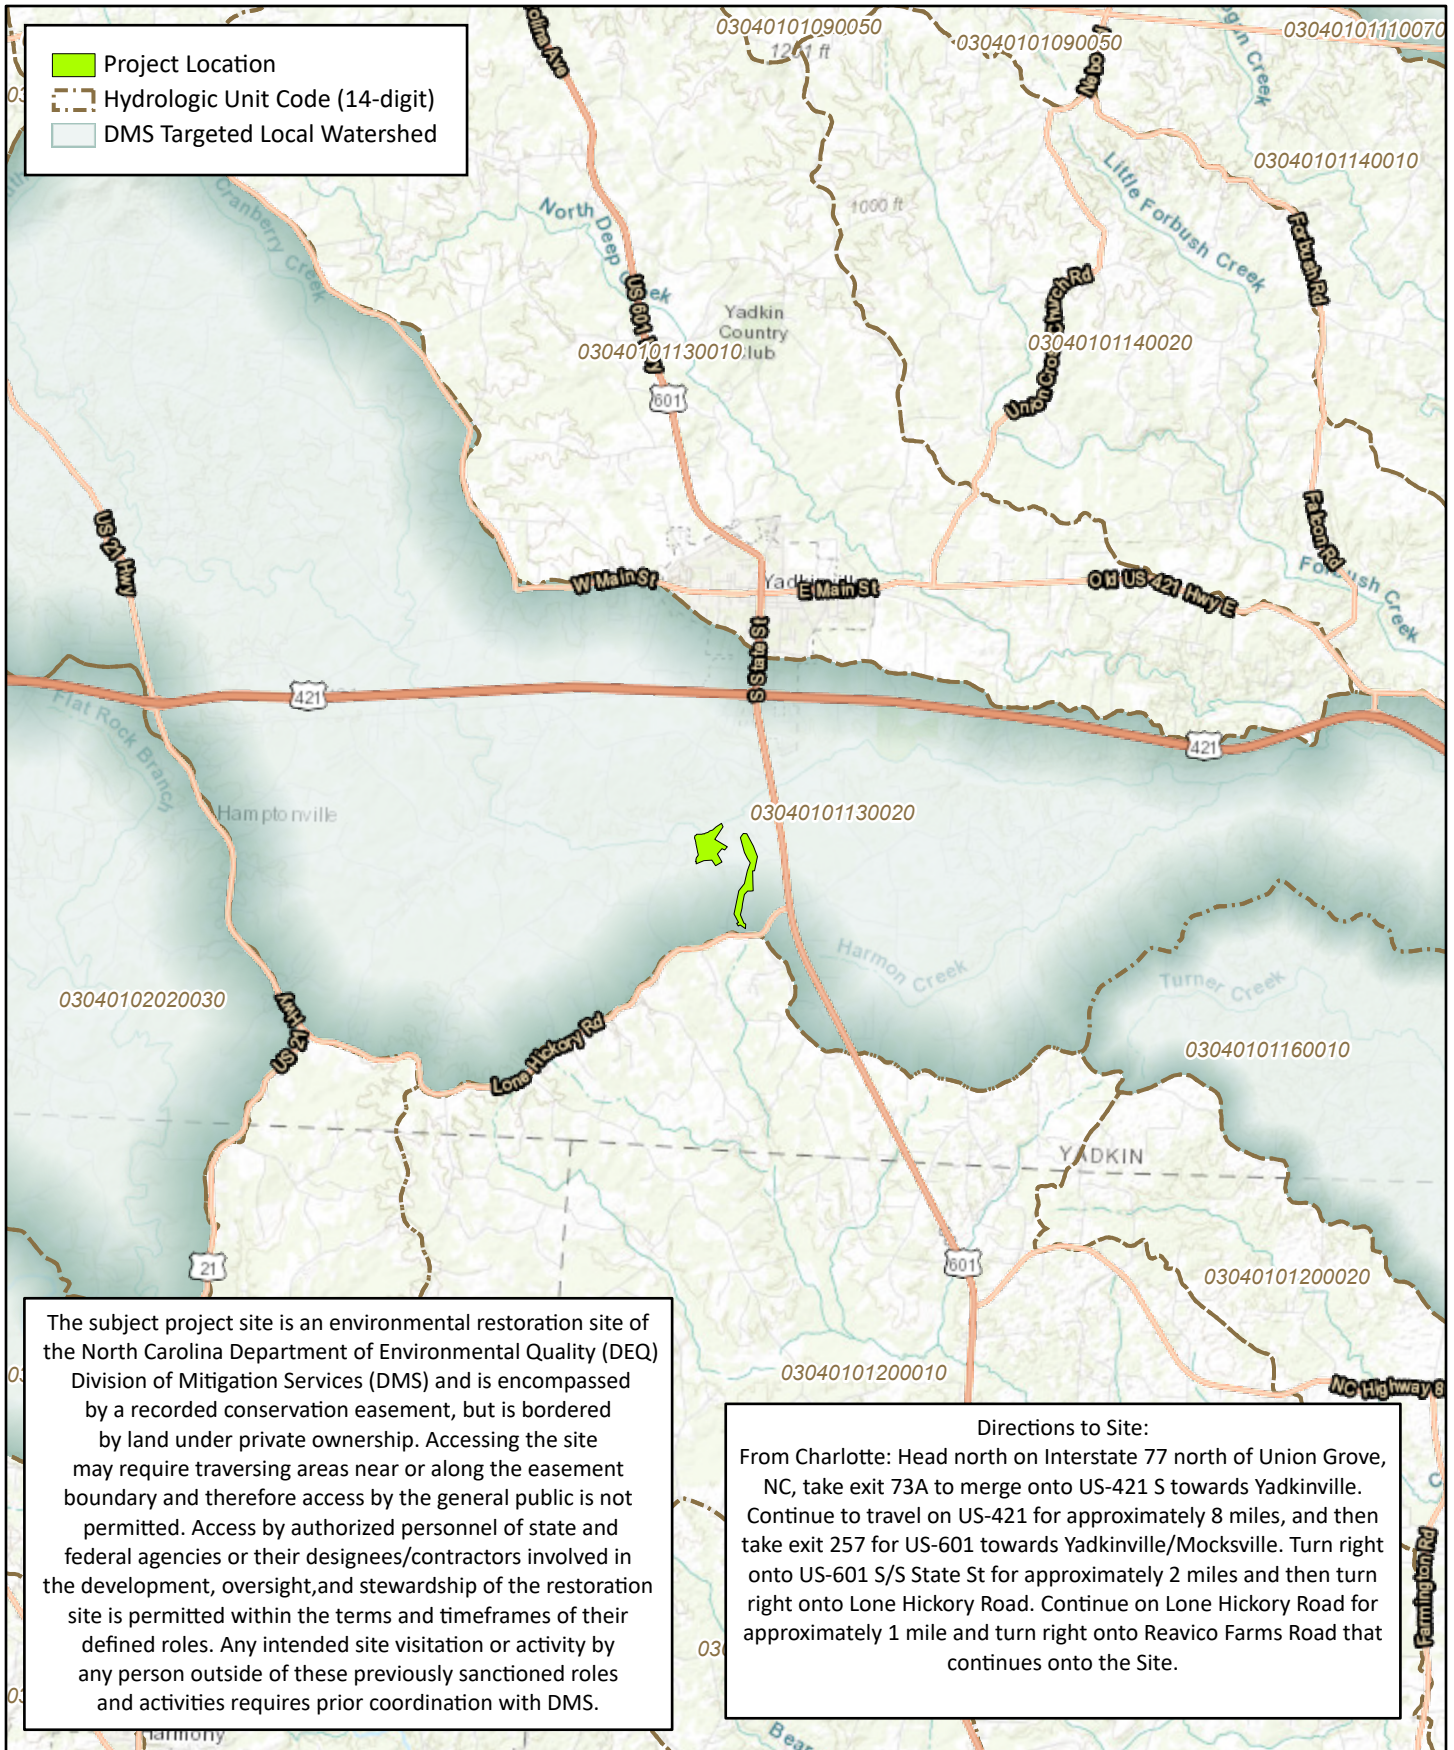 Project Location
Hydrologic Unit Code (14-digit)
DMS Targeted Local Watershed
03040101090050
1201 ft
03040101090050
03040101110070
Creek
Cranberry Creek
North Deep Creek
US 601 Hwy N
03040101130010
601
Yadkin
Country
Club
1000 ft
Little Forbush Creek
03040101140010
Forbush Rd
Union Cross Church Rd
03040101140020
US 21 Hwy
W Main St
Yadkinville
E Main St
Old US 421 Hwy E
Falcon Rd
Forbush Creek
S State St
421
421
Flat Rock Branch
Hamptonville
03040101130020
Harmon Creek
Turner Creek
03040102020030
US 21 Hwy
Lone Hickory Rd
03040101160010
YADKIN
21
601
03040101200020
03040101200010
NC Highway 8
Farmington Rd
Harmony
The subject project site is an environmental restoration site of
the North Carolina Department of Environmental Quality (DEQ)
Division of Mitigation Services (DMS) and is encompassed
by a recorded conservation easement, but is bordered
by land under private ownership. Accessing the site
may require traversing areas near or along the easement
boundary and therefore access by the general public is not
permitted. Access by authorized personnel of state and
federal agencies or their designees/contractors involved in
the development, oversight,and stewardship of the restoration
site is permitted within the terms and timeframes of their
defined roles. Any intended site visitation or activity by
any person outside of these previously sanctioned roles
and activities requires prior coordination with DMS.
Directions to Site:
From Charlotte: Head north on Interstate 77 north of Union Grove,
NC, take exit 73A to merge onto US-421 S towards Yadkinville.
Continue to travel on US-421 for approximately 8 miles, and then
take exit 257 for US-601 towards Yadkinville/Mocksville. Turn right
onto US-601 S/S State St for approximately 2 miles and then turn
right onto Lone Hickory Road. Continue on Lone Hickory Road for
approximately 1 mile and turn right onto Reavico Farms Road that
continues onto the Site.